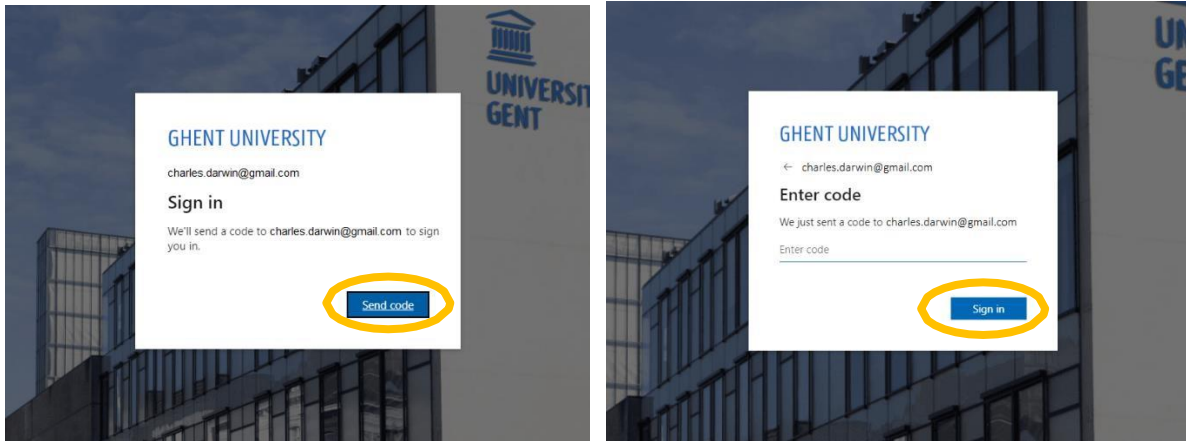 UNIVERSIT
GENT
GHENT UNIVERSITY
charles.darwin@gmail.com
Sign in
We'll send a code to charles.darwin@gmail.com to sign
you in.
Send code
UN
GE
GHENT UNIVERSITY
← charles.darwin@gmail.com
Enter code
We just sent a code to charles.darwin@gmail.com
Enter code
Sign in